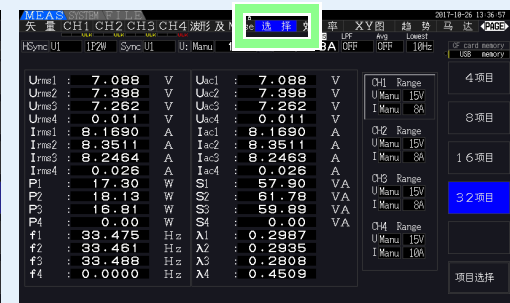 MEAS SYSTEM FILE 2017-10-26 13:36:57
矢 量 CH1 CH2 CH3 CH4 波形 及 选 择 率 XY图 趋 势 马 达 PAGE
HSync U1 1P2W Sync U1 U: Manu 8A LPF OFF Avg OFF Lowest 10Hz
CF card memory
USB memory
Urms1 : 7.088 V Uac1 : 7.088 V
Urms2 : 7.398 V Uac2 : 7.398 V
Urms3 : 7.262 V Uac3 : 7.262 V
Urms4 : 0.011 V Uac4 : 0.011 V
Irms1 : 8.1690 A Iac1 : 8.1690 A
Irms2 : 8.3511 A Iac2 : 8.3511 A
Irms3 : 8.2464 A Iac3 : 8.2463 A
Irms4 : 0.026 A Iac4 : 0.026 A
P1 : 17.30 W S1 : 57.90 VA
P2 : 18.13 W S2 : 61.78 VA
P3 : 16.81 W S3 : 59.89 VA
P4 : 0.00 W S4 : 0.00 VA
f1 : 33.475 Hz λ1 : 0.2987
f2 : 33.461 Hz λ2 : 0.2935
f3 : 33.488 Hz λ3 : 0.2808
f4 : 0.0000 Hz λ4 : 0.4509
CH1 Range
U Manu 15V
I Manu 8A
CH2 Range
U Manu 15V
I Manu 8A
CH3 Range
U Manu 15V
I Manu 8A
CH4 Range
U Manu 15V
I Manu 10A
4项目
8项目
16项目
32项目
项目选择